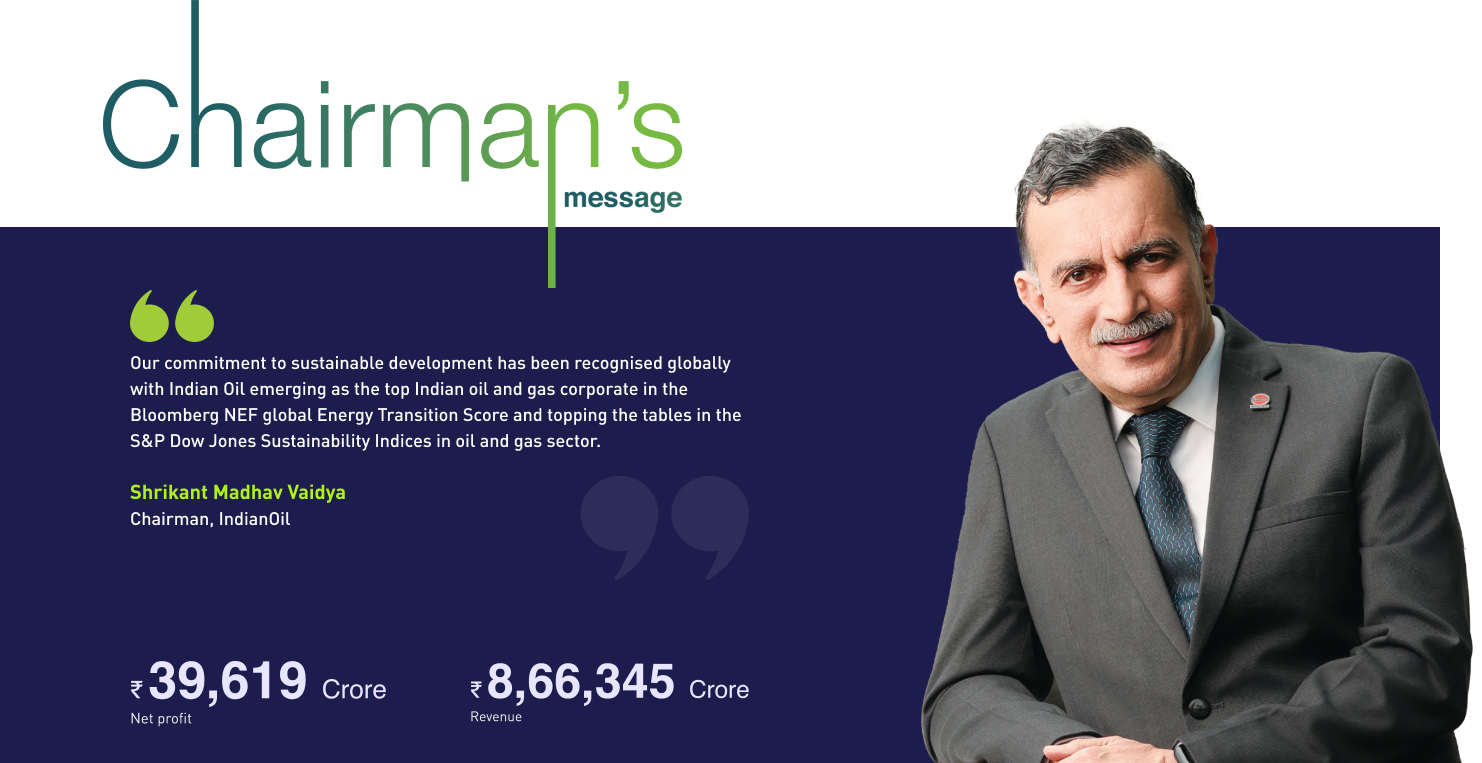 Chairman's
message
Our commitment to sustainable development has been recognised globally
with Indian Oil emerging as the top Indian oil and gas corporate in the
Bloomberg NEF global Energy Transition Score and topping the tables in the
S&P Dow Jones Sustainability Indices in oil and gas sector.
Shrikant Madhav Vaidya
Chairman, IndianOil
₹ 39,619 Crore
Net profit
₹ 8,66,345 Crore
Revenue